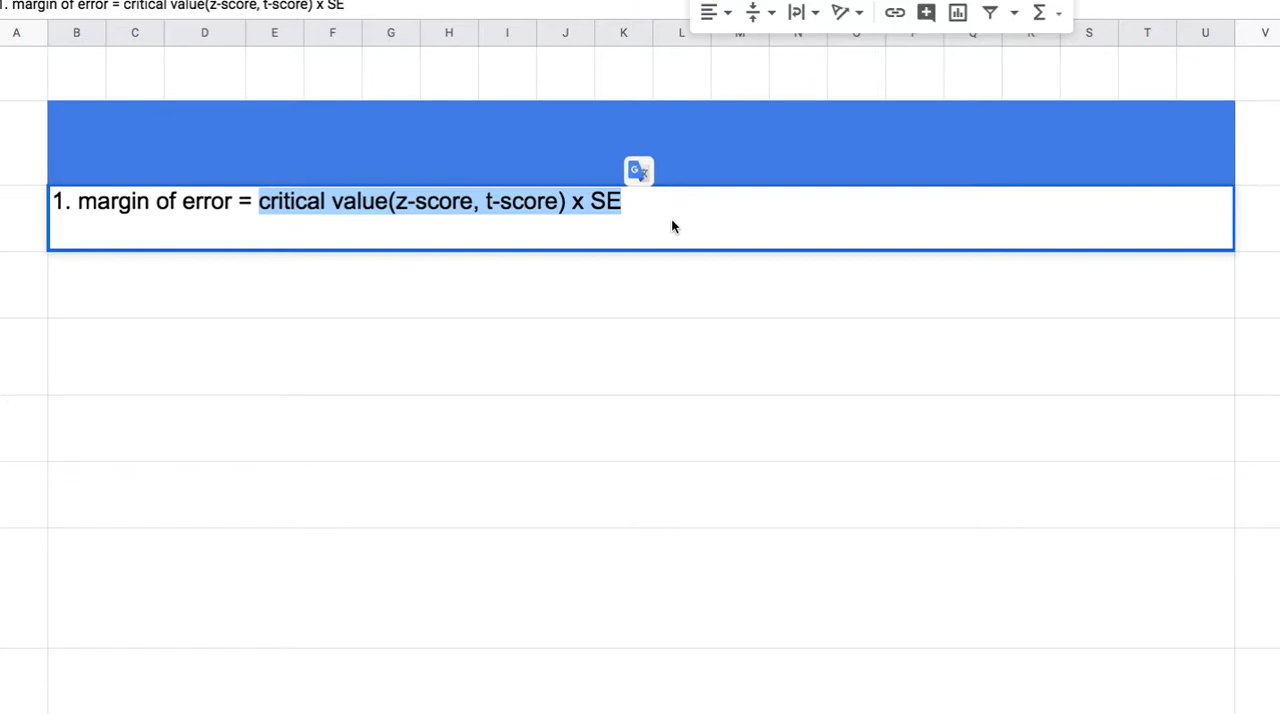 1. margin of error = critical value(z-score, t-score) x SE
A B C D E F G H I J K L M N O P Q R S T U V
1. margin of error = critical value(z-score, t-score) x SE